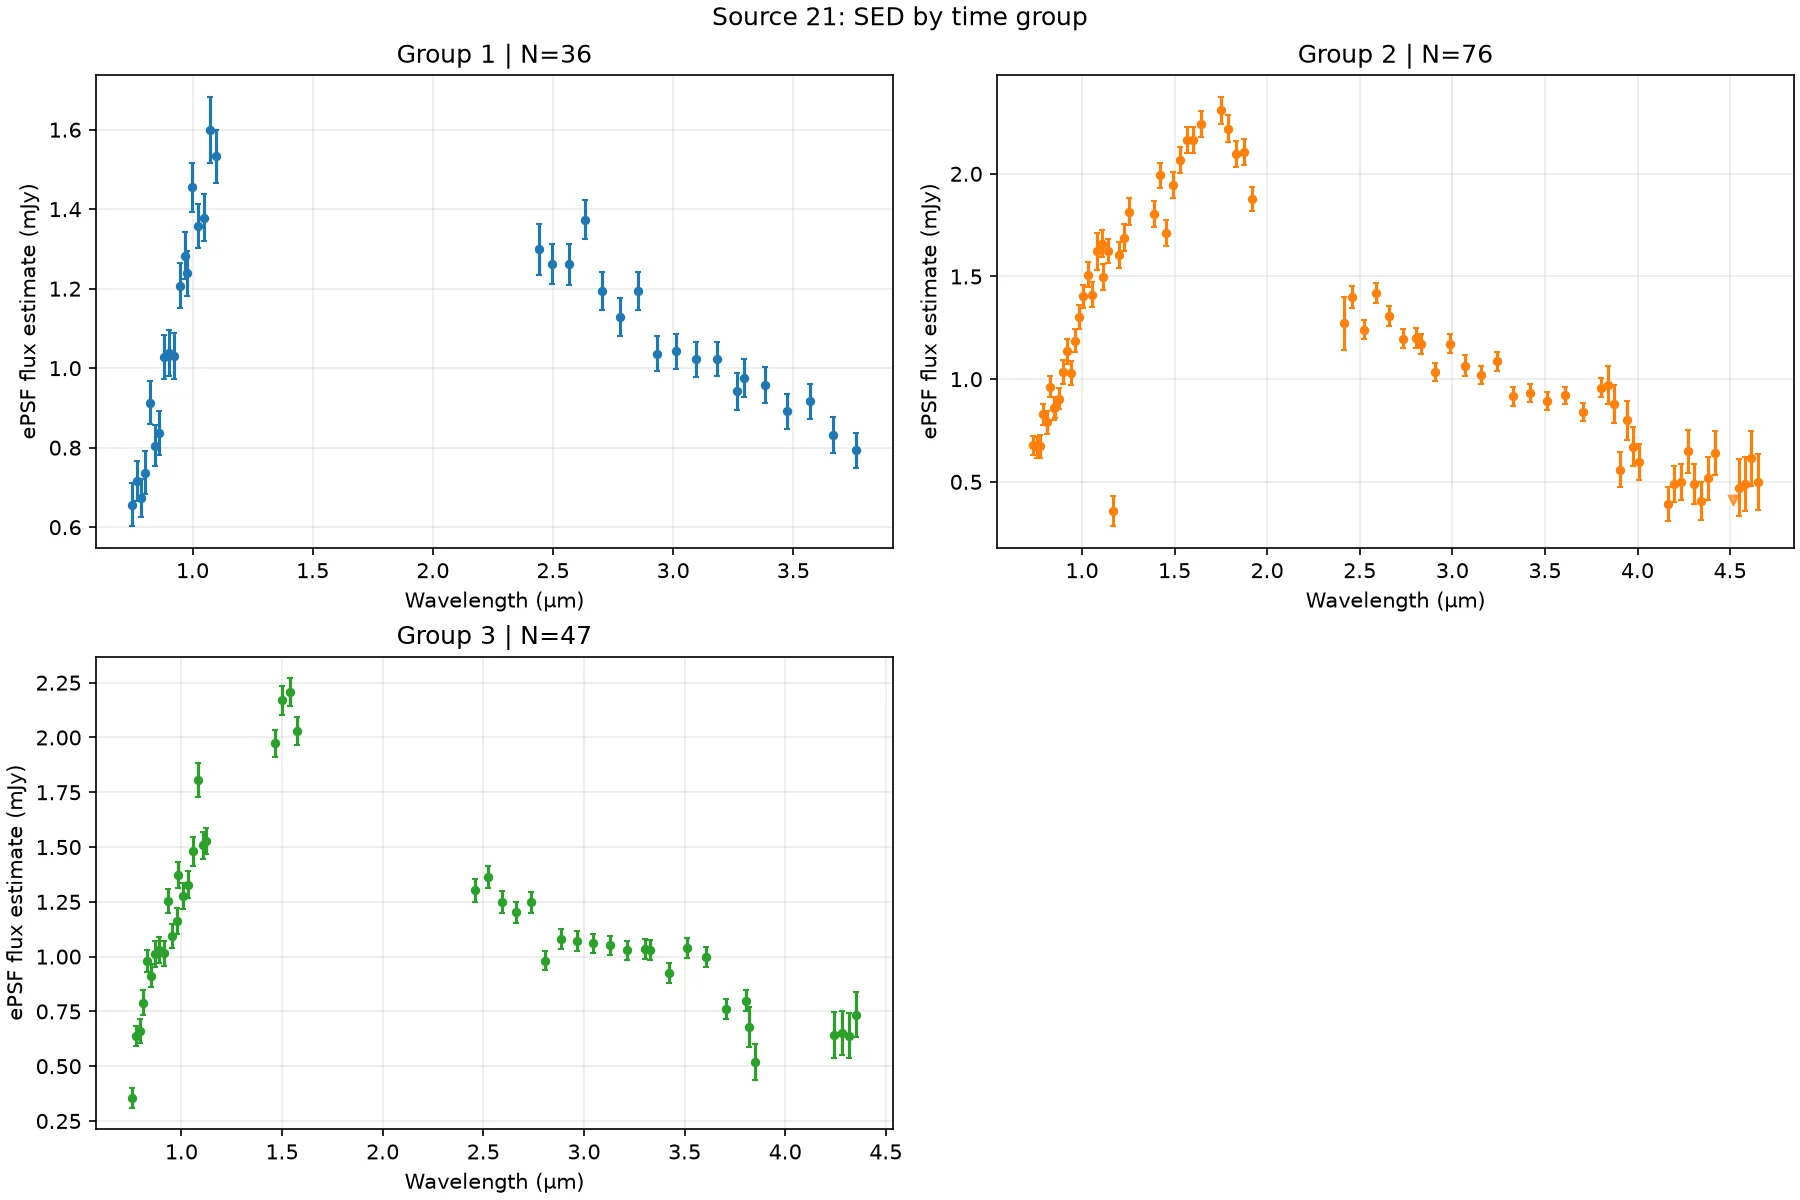 Source 21: SED by time group
Group 1 | N=36
ePSF flux estimate (mJy)
1.6
1.4
1.2
1.0
0.8
0.6
1.0 1.5 2.0 2.5 3.0 3.5
Wavelength (μm)
Group 2 | N=76
ePSF flux estimate (mJy)
2.0
1.5
1.0
0.5
1.0 1.5 2.0 2.5 3.0 3.5 4.0 4.5
Wavelength (μm)
Group 3 | N=47
ePSF flux estimate (mJy)
2.25
2.00
1.75
1.50
1.25
1.00
0.75
0.50
0.25
1.0 1.5 2.0 2.5 3.0 3.5 4.0 4.5
Wavelength (μm)